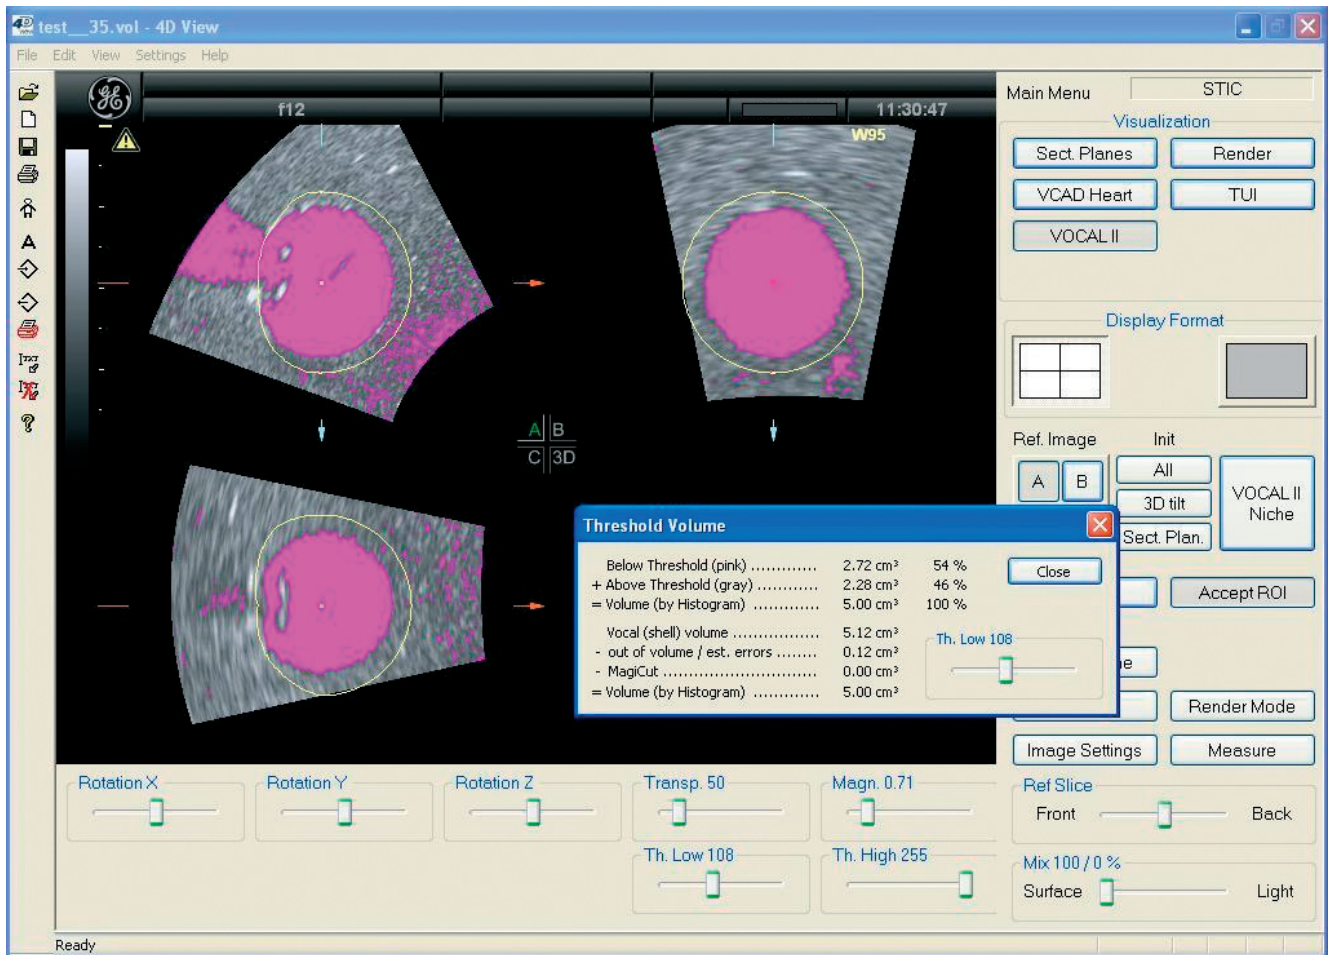 test__35.vol - 4D View
File Edit View Settings Help
f12
11:30:47
W95
A B
C 3D
Main Menu STIC
Visualization
Sect. Planes Render
VCAD Heart TUI
VOCAL II
Display Format
Ref. Image Init
A B
All
3D tilt
Sect. Plan.
VOCAL II
Niche
Accept ROI
Render Mode
Image Settings Measure
Threshold Volume
Below Threshold (pink) ............. 2.72 cm³ 54 %
+ Above Threshold (gray) ............ 2.28 cm³ 46 %
= Volume (by Histogram) ............. 5.00 cm³ 100 %
Vocal (shell) volume ................. 5.12 cm³
- out of volume / est. errors ........ 0.12 cm³
- MagiCut .............................. 0.00 cm³
= Volume (by Histogram) ............. 5.00 cm³
Close
Th. Low 108
Rotation X Rotation Y Rotation Z Transp. 50 Magn. 0.71
Th. Low 108 Th. High 255
Ref Slice
Front Back
Mix 100 / 0 %
Surface Light
Ready